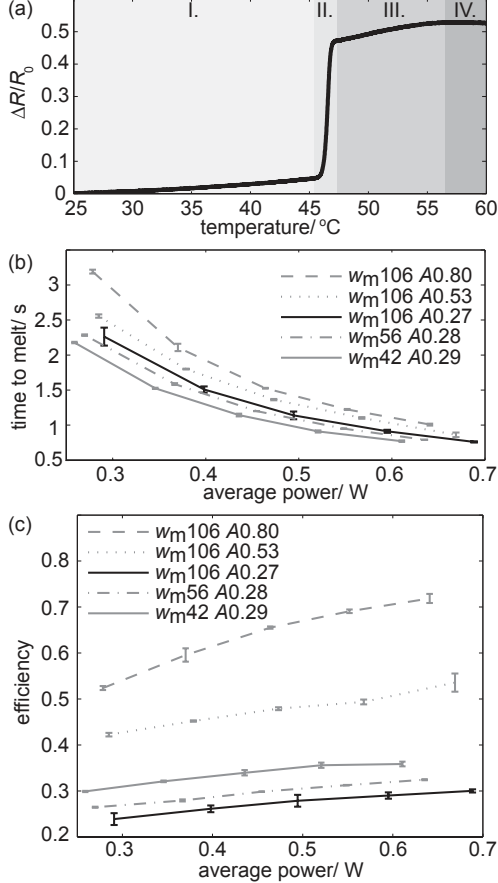 (a)
I. II. III. IV.
0.5
0.4
0.3
0.2
0.1
0
ΔR/R0
25 30 35 40 45 50 55 60
temperature/ °C
(b)
3
2.5
2
1.5
1
0.5
time to melt/ s
wm106 A0.80
wm106 A0.53
wm106 A0.27
wm56 A0.28
wm42 A0.29
0.3 0.4 0.5 0.6 0.7
average power/ W
(c)
0.8
0.7
0.6
0.5
0.4
0.3
0.2
efficiency
wm106 A0.80
wm106 A0.53
wm106 A0.27
wm56 A0.28
wm42 A0.29
0.3 0.4 0.5 0.6 0.7
average power/ W